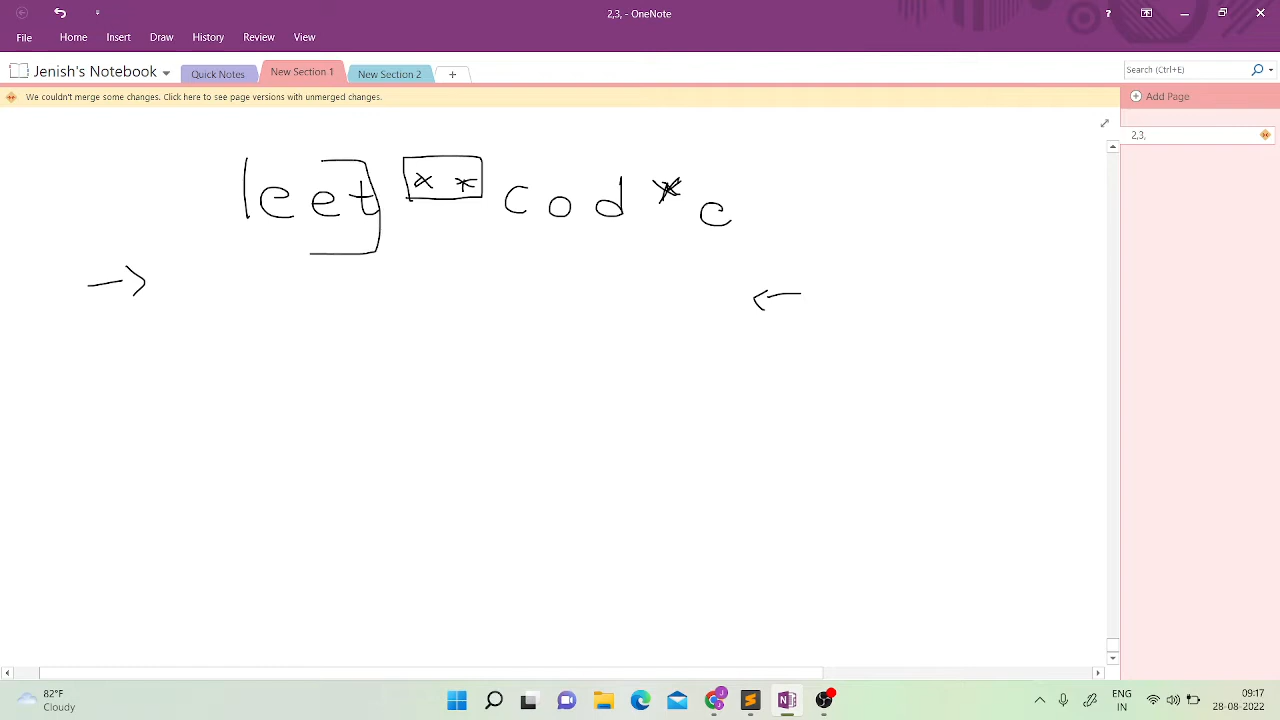 2,3, - OneNote
File Home Insert Draw History Review View
Jenish's Notebook Quick Notes New Section 1 New Section 2 + Search (Ctrl+E)
We couldn't merge some changes. Click here to see page versions with unmerged changes.
Add Page
2,3,
leet**cod*e
82°F
Cloudy
ENG
IN
09:17
28-08-2022